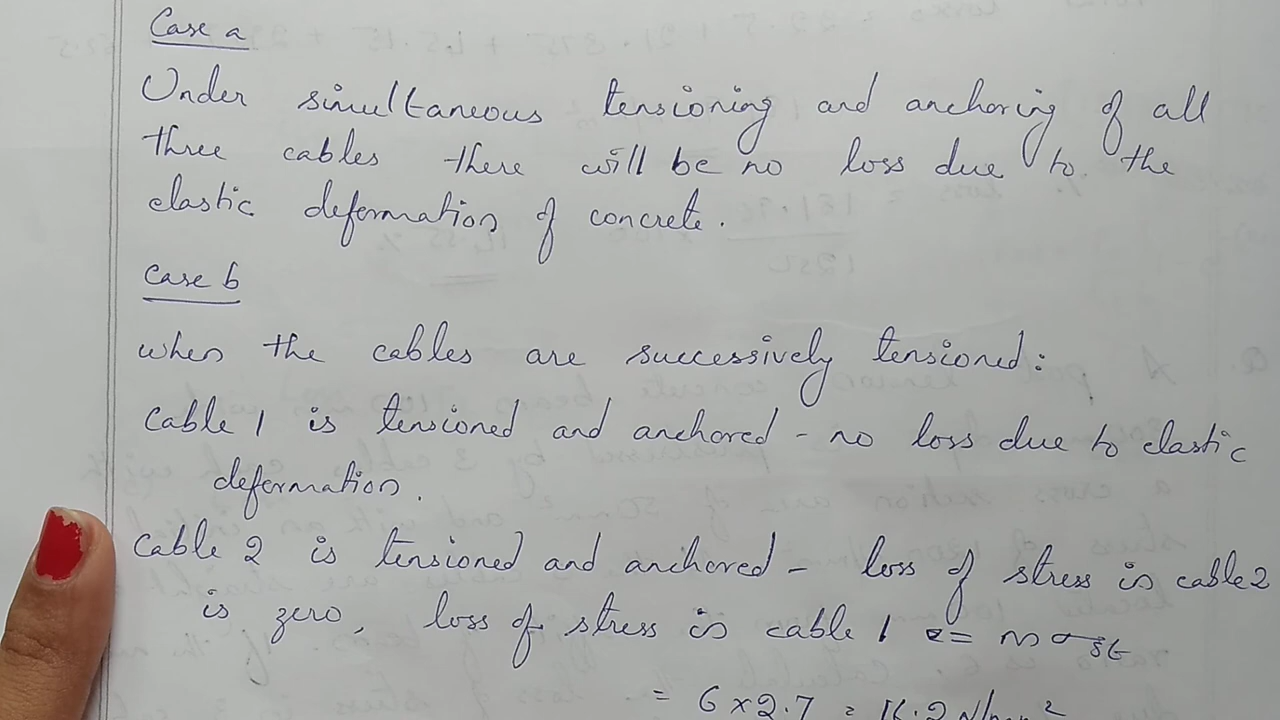 Case a
Under simultaneous tensioning and anchoring of all
three cables there will be no loss due to the
elastic deformation of concrete.
Case b
when the cables are successively tensioned:
Cable 1 is tensioned and anchored - no loss due to elastic
deformation.
Cable 2 is tensioned and anchored - loss of stress in cable 2
is zero, loss of stress in cable 1 =
= 6 × 2.7 = 16.2 N/mm²